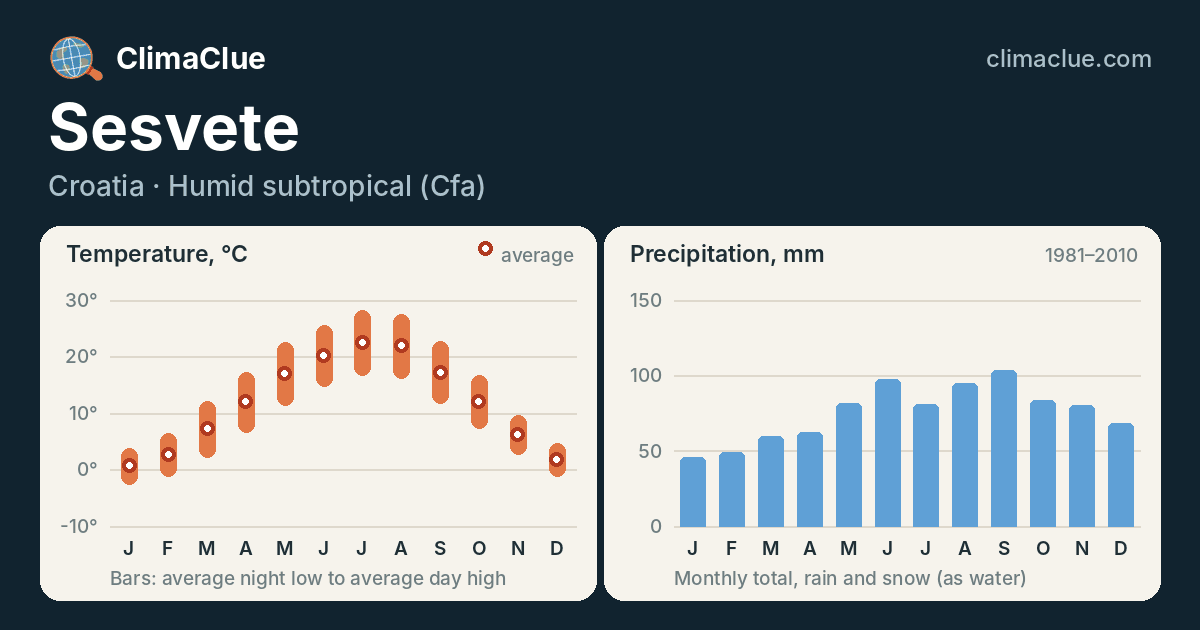 ClimaClue
climaclue.com
Sesvete
Croatia · Humid subtropical (Cfa)
Temperature, °C
average
30°
20°
10°
0°
-10°
J F M A M J J A S O N D
Bars: average night low to average day high
Precipitation, mm
1981–2010
150
100
50
0
J F M A M J J A S O N D
Monthly total, rain and snow (as water)